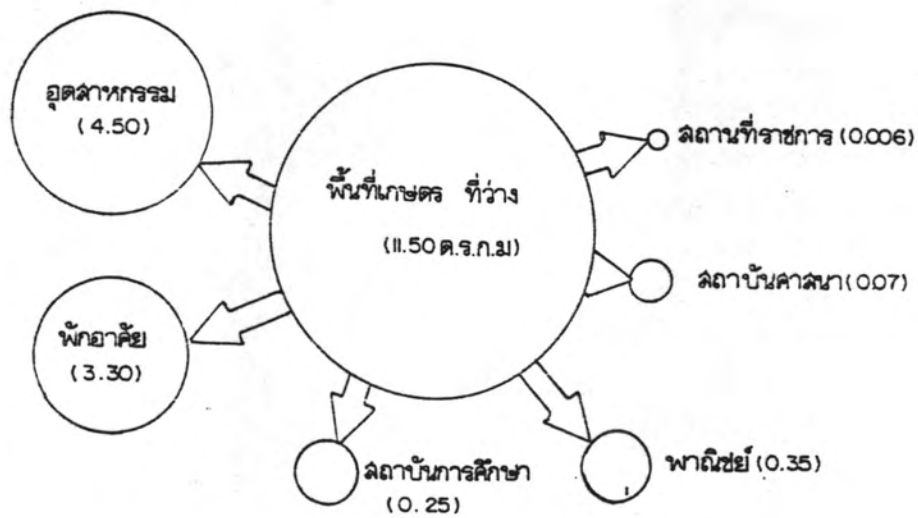 อุตสาหกรรม
(4.50)
สถานที่ราชการ (0.006)
พื้นที่เกษตร ที่ว่าง
(11.50 ต.ร.ก.ม)
สถาบันศาสนา (0.07)
พักอาศัย
(3.30)
สถาบันการศึกษา
(0.25)
พาณิชย์ (0.35)